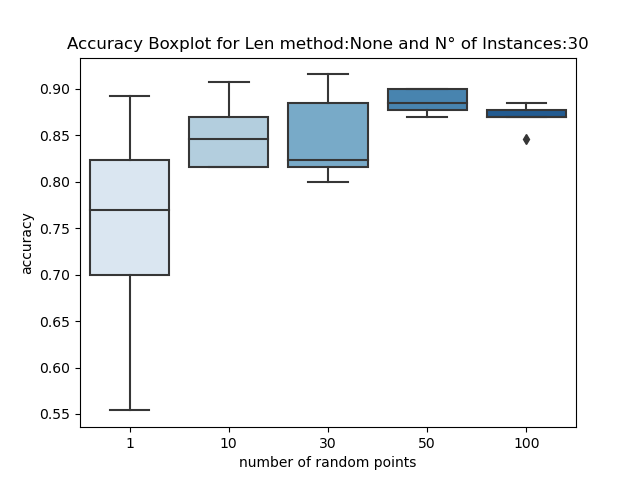 Accuracy Boxplot for Len method:None and N° of Instances:30
0.90
0.85
0.80
0.75
0.70
0.65
0.60
0.55
accuracy
1 10 30 50 100
number of random points